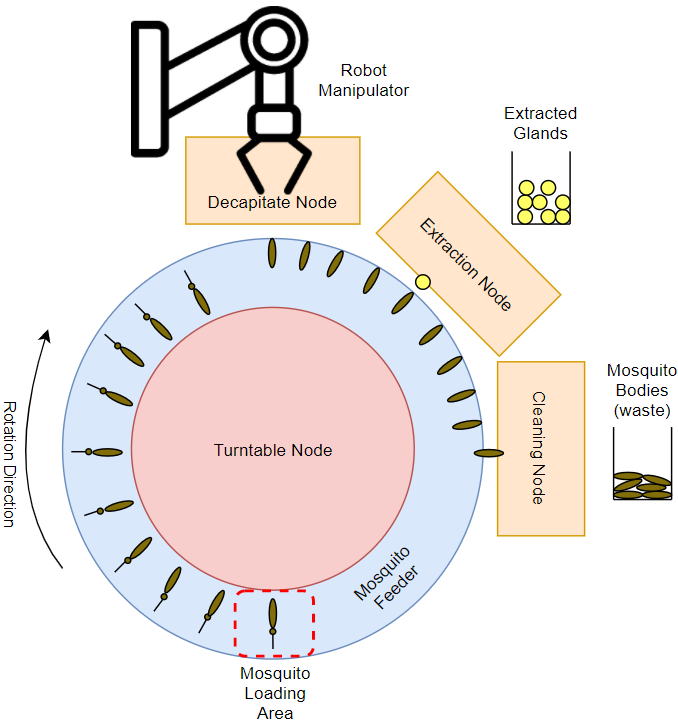 Robot
Manipulator
Extracted
Glands
Decapitate Node
Extraction Node
Mosquito
Bodies
(waste)
Cleaning Node
Rotation Direction
Turntable Node
Mosquito
Feeder
Mosquito
Loading
Area